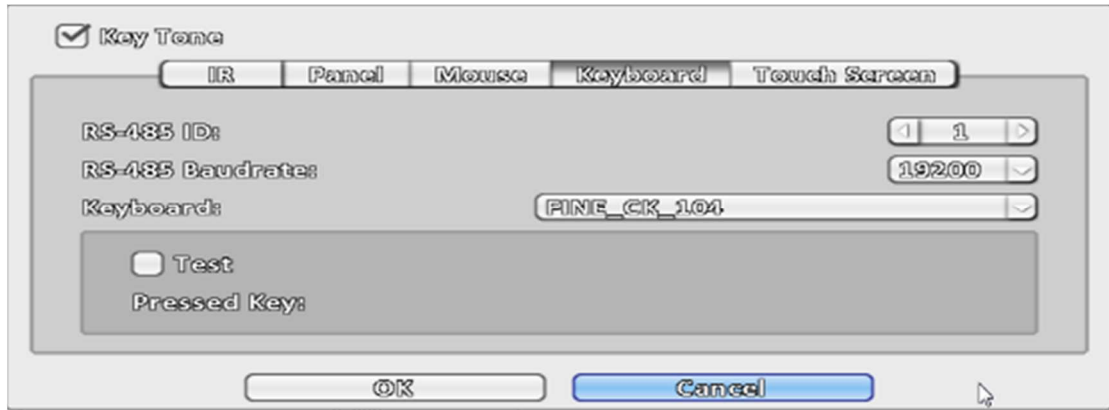 Key Tone
IR Panel Mouse Keyboard Touch Screen
RS-485 ID: 1
RS-485 Baudrate: 19200
Keyboard: PINE_CK_104
Test
Pressed Key:
OK Cancel